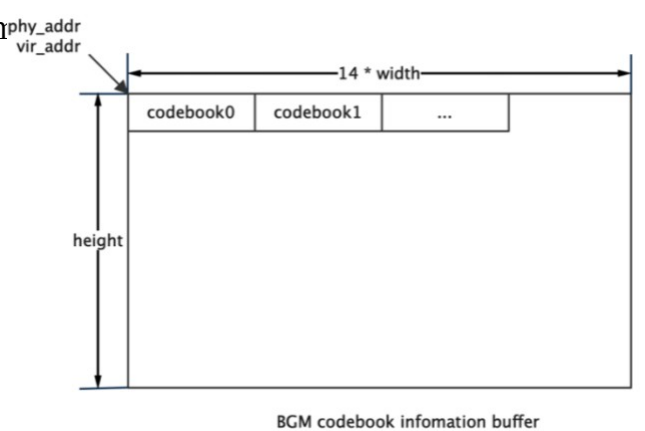 phy_addr
vir_addr
14 * width
codebook0 codebook1 ...
height
BGM codebook infomation buffer